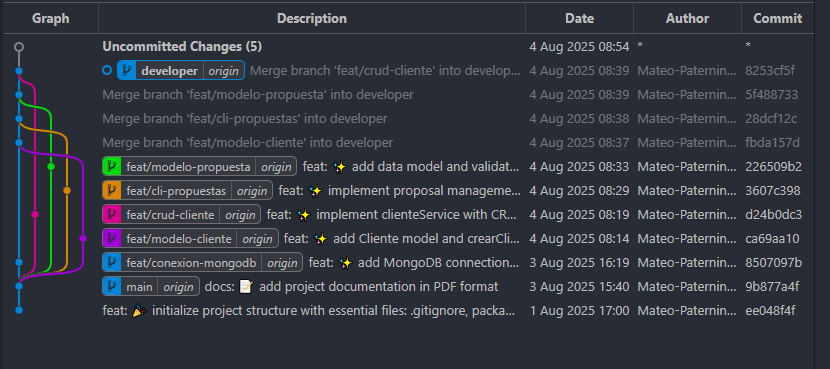 Graph Description Date Author Commit
Uncommitted Changes (5) 4 Aug 2025 08:54 * *
developer origin Merge branch 'feat/crud-cliente' into develop... 4 Aug 2025 08:39 Mateo-Paternin... 8253cf5f
Merge branch 'feat/modelo-propuesta' into developer 4 Aug 2025 08:39 Mateo-Paternin... 5f488733
Merge branch 'feat/cli-propuestas' into developer 4 Aug 2025 08:38 Mateo-Paternin... 28dcf12c
Merge branch 'feat/modelo-cliente' into developer 4 Aug 2025 08:37 Mateo-Paternin... fbda157d
feat/modelo-propuesta origin feat: ✨ add data model and validat... 4 Aug 2025 08:33 Mateo-Paternin... 226509b2
feat/cli-propuestas origin feat: ✨ implement proposal manageme... 4 Aug 2025 08:29 Mateo-Paternin... 3607c398
feat/crud-cliente origin feat: ✨ implement clienteService with CR... 4 Aug 2025 08:19 Mateo-Paternin... d24b0dc3
feat/modelo-cliente origin feat: ✨ add Cliente model and crearCli... 4 Aug 2025 08:14 Mateo-Paternin... ca69aa10
feat/conexion-mongodb origin feat: ✨ add MongoDB connection... 3 Aug 2025 16:19 Mateo-Paternin... 8507097b
main origin docs: 📝 add project documentation in PDF format 3 Aug 2025 15:40 Mateo-Paternin... 9b877a4f
feat: 🎉 initialize project structure with essential files: .gitignore, packa... 1 Aug 2025 17:00 Mateo-Paternin... ee048f4f